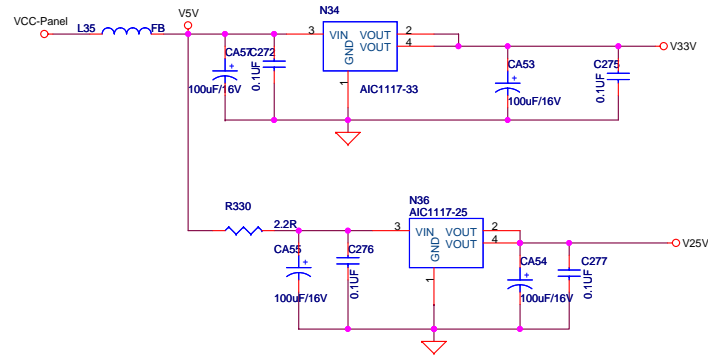 VCC-Panel
L35
FB
V5V
N34
3
VIN
VOUT
VOUT
GND
2
4
1
AIC1117-33
CA57
C272
100uF/16V
0.1UF
CA53
100uF/16V
C275
0.1UF
V33V
R330
2.2R
N36
AIC1117-25
3
VIN
VOUT
VOUT
GND
2
4
1
CA55
100uF/16V
C276
0.1UF
CA54
100uF/16V
C277
0.1UF
V25V